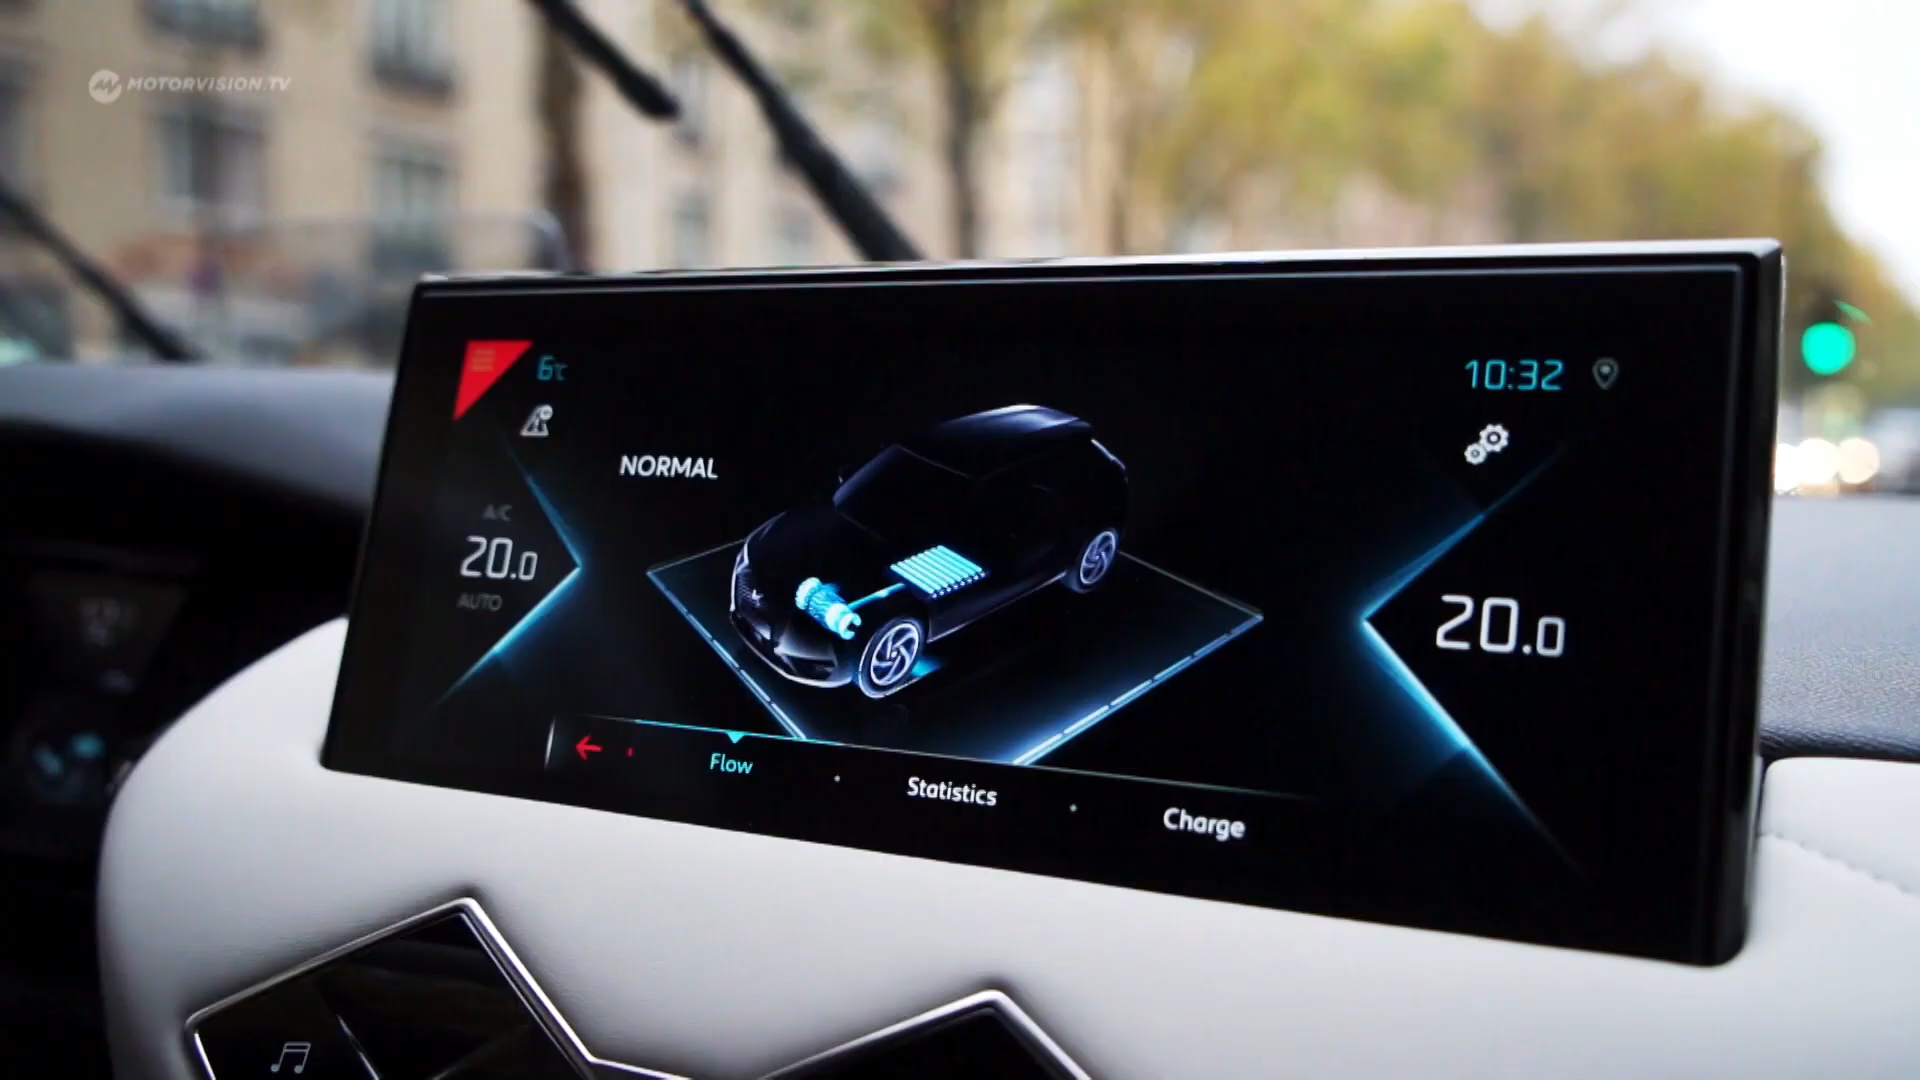 MOTORVISION.TV
6°C
10:32
NORMAL
A/C
20.0
AUTO
20.0
Flow
Statistics
Charge